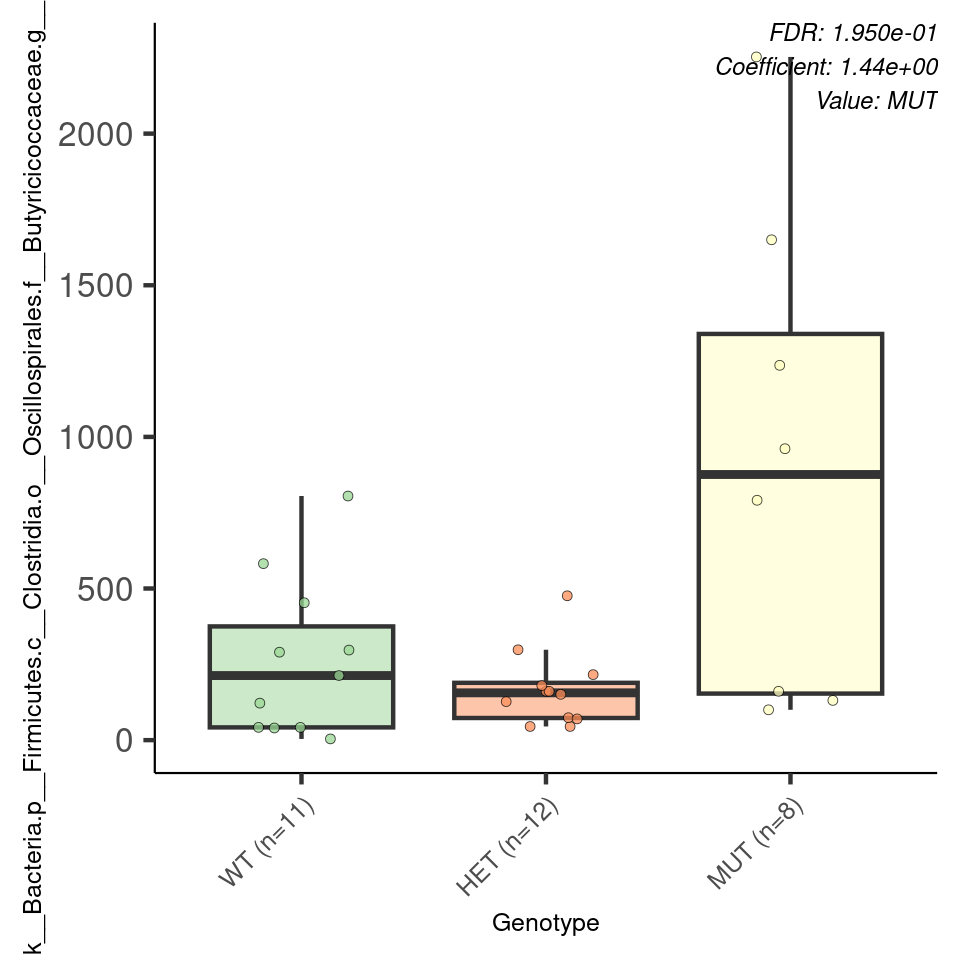 FDR: 1.950e-01
Coefficient: 1.44e+00
Value: MUT
k__Bacteria.p__Firmicutes.c__Clostridia.o__Oscillospirales.f__Butyricicoccaceae.g__
2000
1500
1000
500
0
WT (n=11)
HET (n=12)
MUT (n=8)
Genotype